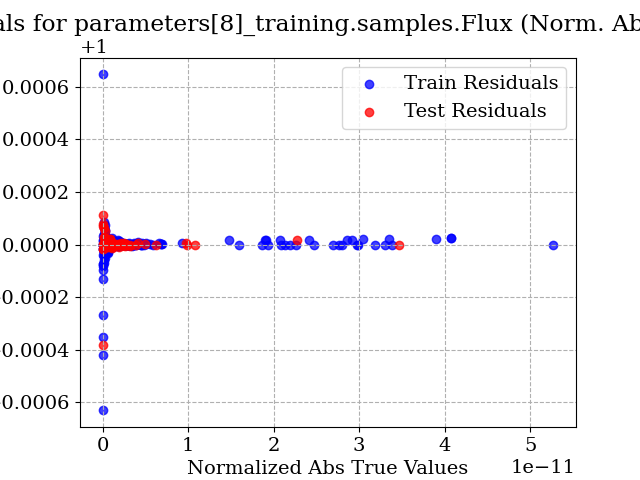 als for parameters[8]_training.samples.Flux (Norm. Ab
+1
Train Residuals
Test Residuals
0.0006
0.0004
0.0002
0.0000
0.0002
0.0004
0.0006
0 1 2 3 4 5
Normalized Abs True Values 1e−11